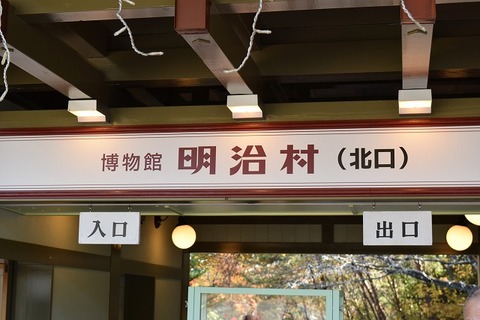 博物館 明治村（北口）
入口
出口